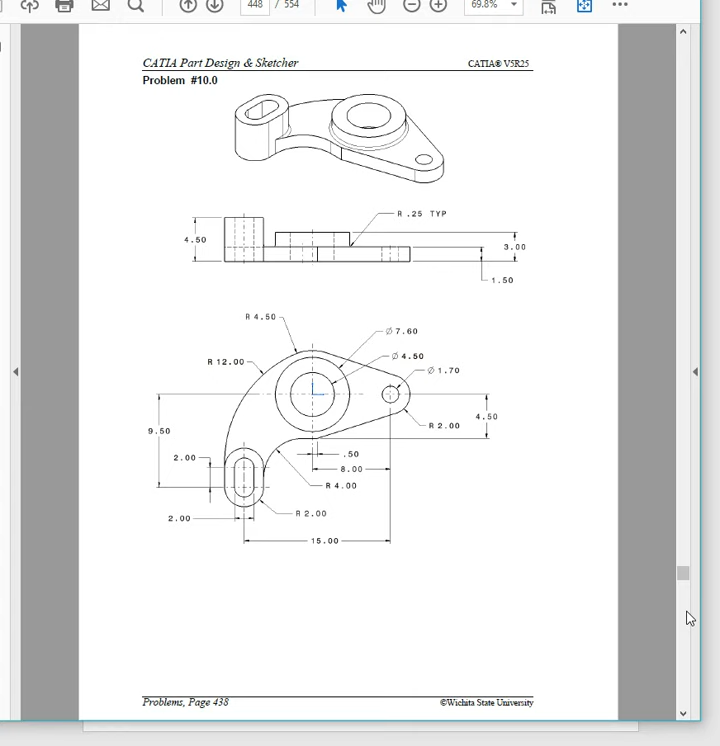 448 / 554
69.8%
CATIA Part Design & Sketcher CATIA® V5R25
Problem #10.0
R .25 TYP
4.50
3.00
1.50
R 4.50
Ø 7.60
Ø 4.50
R 12.00
Ø 1.70
4.50
9.50
R 2.00
2.00
.50
8.00
R 4.00
2.00
R 2.00
15.00
Problems, Page 438 ©Wichita State University